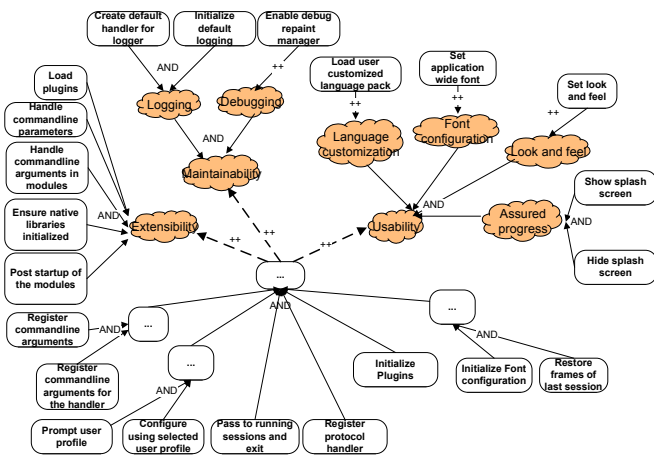 Create default
handler for
logger
Initialize
default
logging
Enable debug
repaint
manager
AND
++
Load user
customized
language pack
Set
application
wide font
Set look
and feel
++
++
++
Load
plugins
Handle
commandline
parameters
Handle
commandline
arguments in
modules
Ensure native
libraries
initialized
Post startup of
the modules
Logging
Debugging
AND
Maintainability
Language
customization
Font
configuration
Look and feel
AND
Extensibility
AND
Usability
Assured
progress
Show splash
screen
AND
Hide splash
screen
++
++
++
...
AND
Register
commandline
arguments
AND
...
Register
commandline
arguments for
the handler
...
AND
Prompt user
profile
Configure
using selected
user profile
Pass to running
sessions and
exit
Register
protocol
handler
Initialize
Plugins
...
AND
Initialize Font
configuration
Restore
frames of
last session